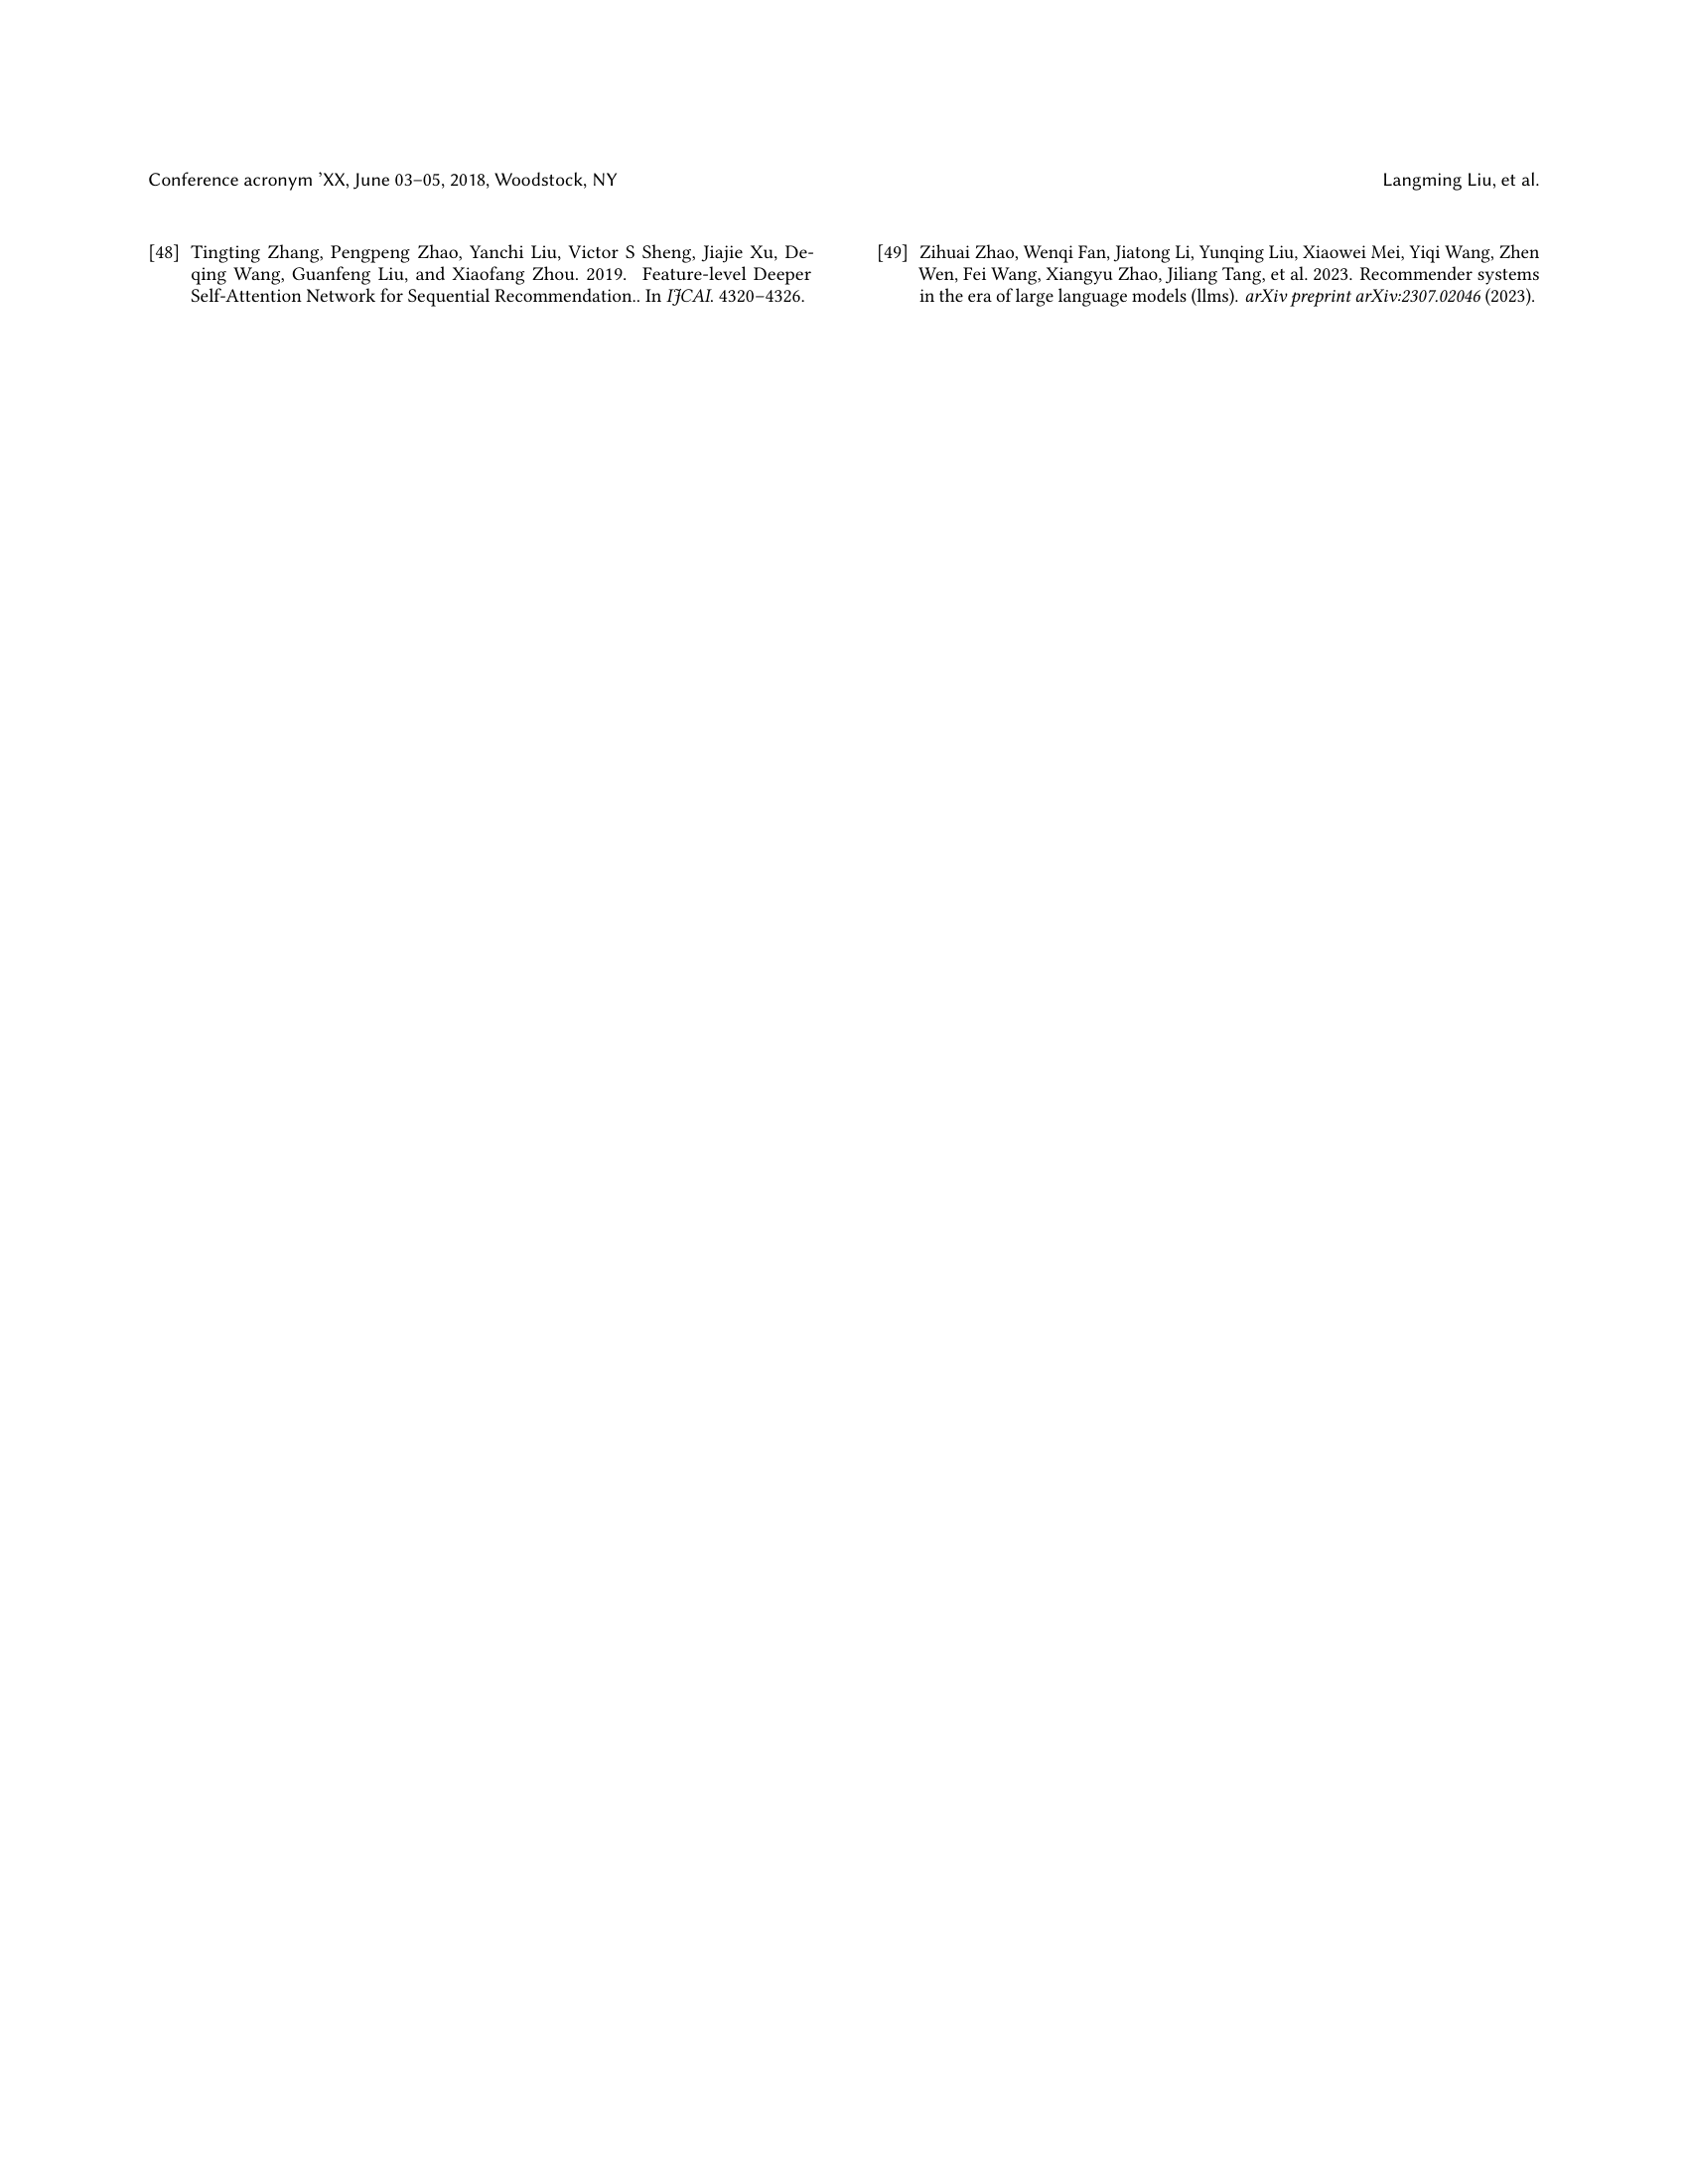 Conference acronym ’XX, June 03–05, 2018, Woodstock, NY
Langming Liu, et al.
[48] Tingting Zhang, Pengpeng Zhao, Yanchi Liu, Victor S Sheng, Jiajie Xu, De-
qing Wang, Guanfeng Liu, and Xiaofang Zhou. 2019. Feature-level Deeper
Self-Attention Network for Sequential Recommendation.. In IJCAI. 4320–4326.
[49] Zihuai Zhao, Wenqi Fan, Jiatong Li, Yunqing Liu, Xiaowei Mei, Yiqi Wang, Zhen
Wen, Fei Wang, Xiangyu Zhao, Jiliang Tang, et al. 2023. Recommender systems
in the era of large language models (llms). arXiv preprint arXiv:2307.02046 (2023).